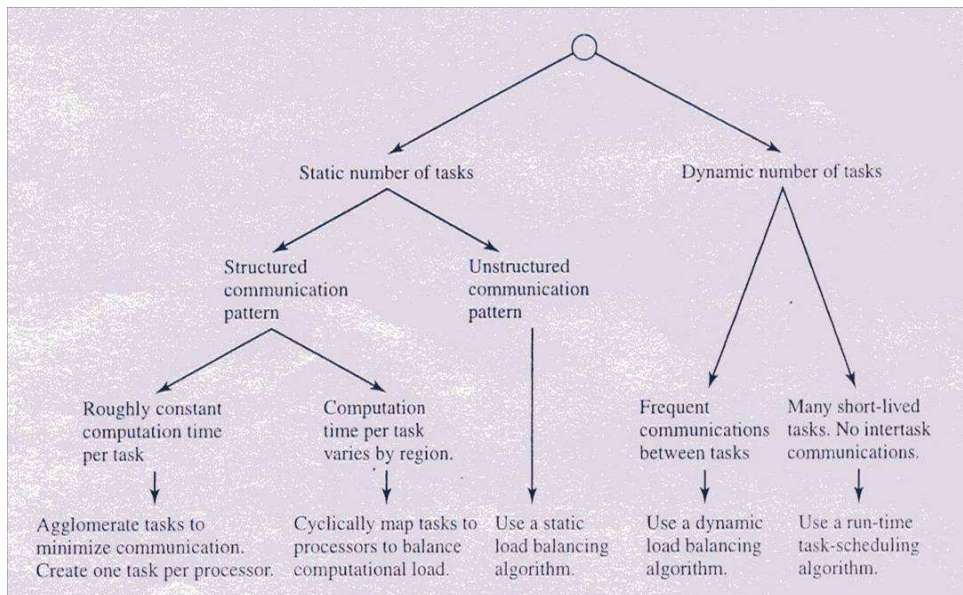 Static number of tasks
Dynamic number of tasks
Structured
communication
pattern
Unstructured
communication
pattern
Roughly constant
computation time
per task
Computation
time per task
varies by region.
Frequent
communications
between tasks
Many short-lived
tasks. No intertask
communications.
Agglomerate tasks to
minimize communication.
Create one task per processor.
Cyclically map tasks to
processors to balance
computational load.
Use a static
load balancing
algorithm.
Use a dynamic
load balancing
algorithm.
Use a run-time
task-scheduling
algorithm.